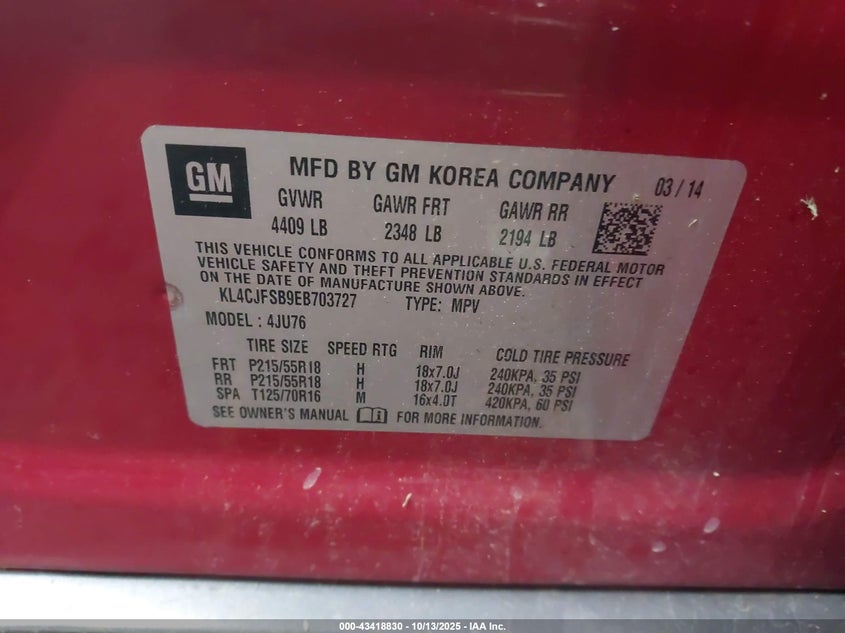 GM
MFD BY GM KOREA COMPANY 03 / 14
GVWR GAWR FRT GAWR RR
4409 LB 2348 LB 2194 LB
THIS VEHICLE CONFORMS TO ALL APPLICABLE U.S. FEDERAL MOTOR
VEHICLE SAFETY AND THEFT PREVENTION STANDARDS IN EFFECT
ON THE DATE OF MANUFACTURE SHOWN ABOVE.
KL4CJFSB9EB703727 TYPE: MPV
MODEL : 4JU76
TIRE SIZE SPEED RTG RIM COLD TIRE PRESSURE
FRT P215/55R18 H 18x7.0J 240KPA, 35 PSI
RR P215/55R18 H 18x7.0J 240KPA, 35 PSI
SPA T125/70R16 M 16x4.0T 420KPA, 60 PSI
SEE OWNER'S MANUAL FOR MORE INFORMATION.
000-43418830 - 10/13/2025 - IAA Inc.